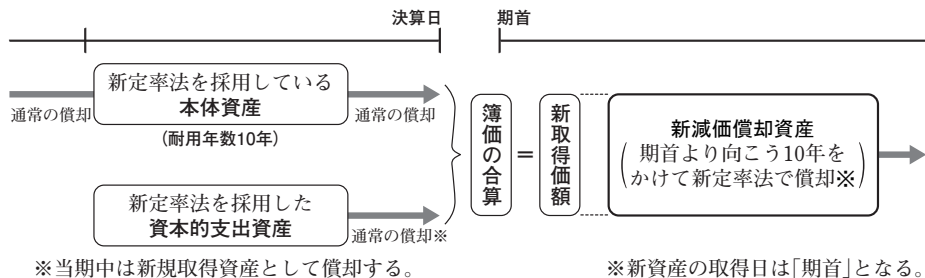 決算日 期首
通常の償却
新定率法を採用している
本体資産
(耐用年数10年)
通常の償却
新定率法を採用した
資本的支出資産
通常の償却※
簿価の合算
=
新取得価額
新減価償却資産
(期首より向こう10年を
かけて新定率法で償却※)
※当期中は新規取得資産として償却する。
※新資産の取得日は「期首」となる。